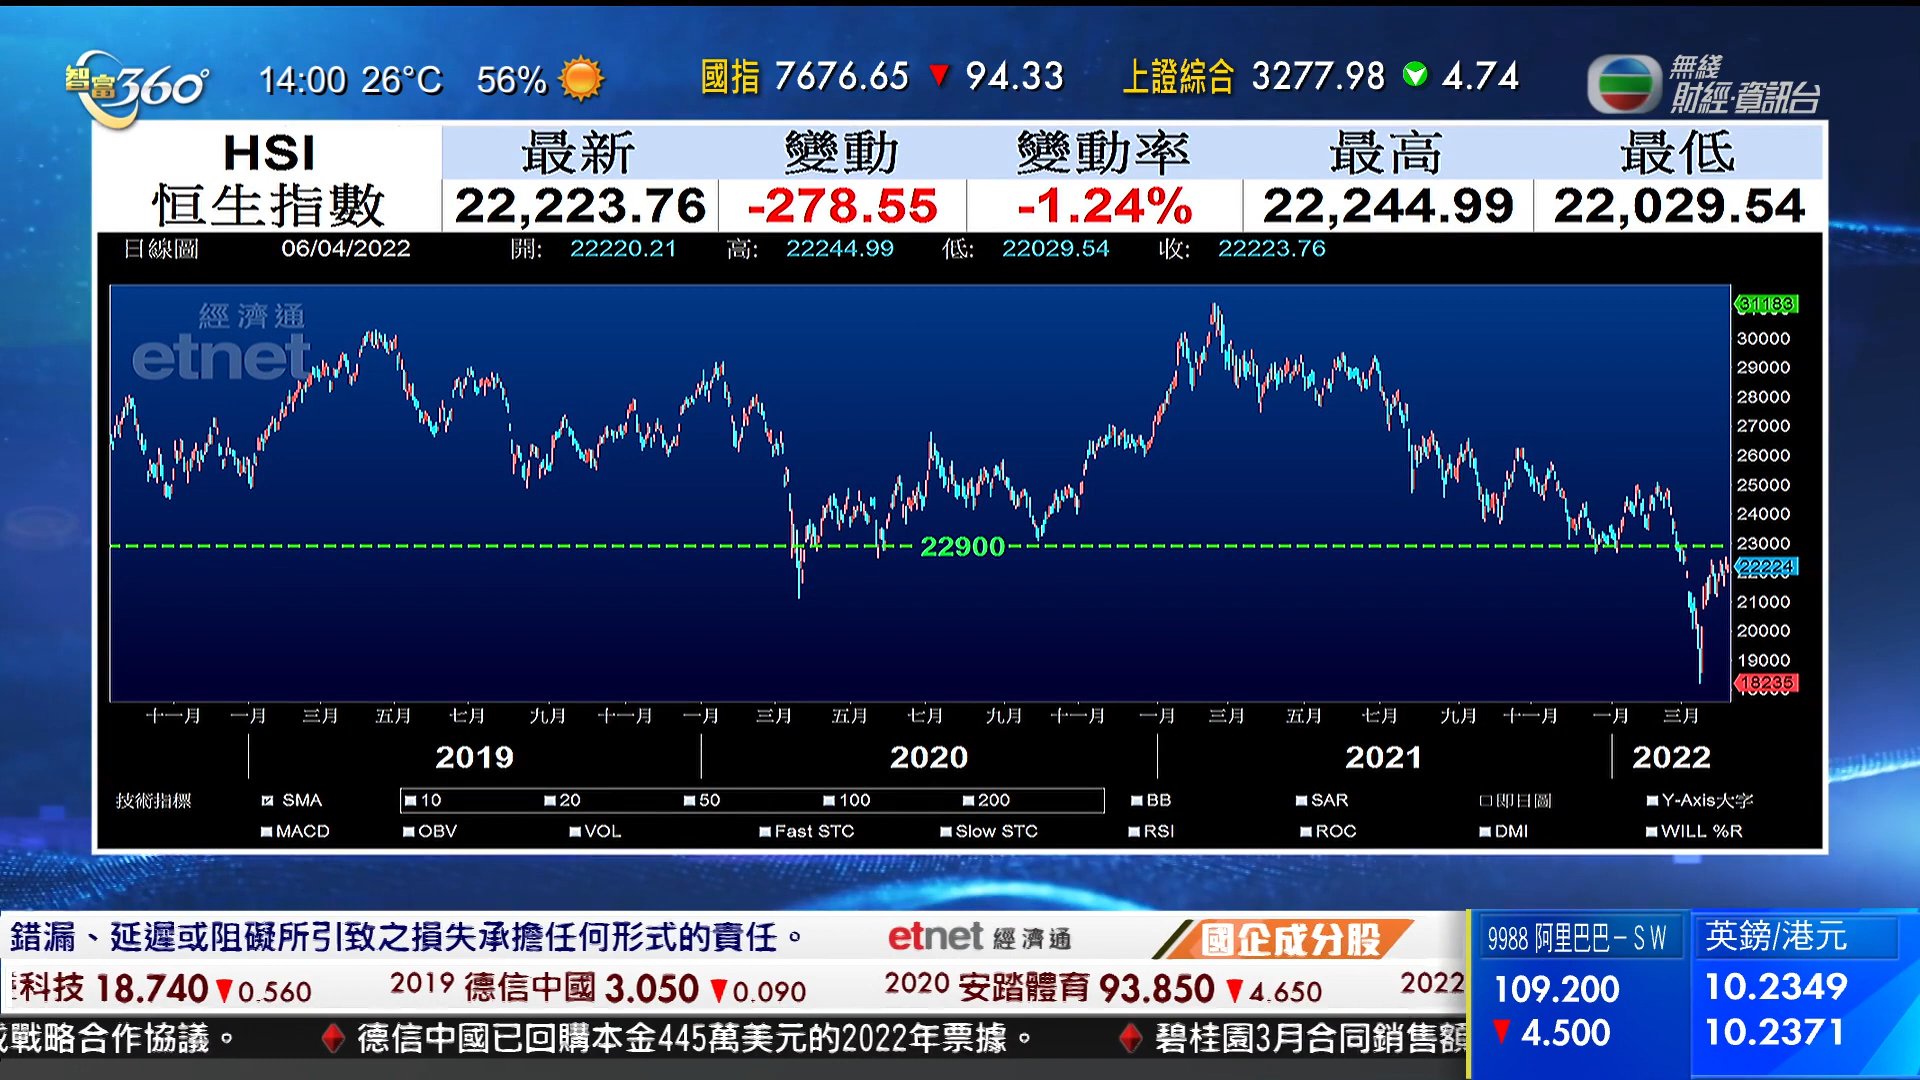 智富360°
14:00 26°C 56%
國指 7676.65 ▼ 94.33
上證綜合 3277.98 4.74
無綫
財經·資訊台
HSI 最新 變動 變動率 最高 最低
恒生指數 22,223.76 -278.55 -1.24% 22,244.99 22,029.54
日線圖 06/04/2022 開: 22220.21 高: 22244.99 低: 22029.54 收: 22223.76
經濟通
etnet
31183
30000
29000
28000
27000
26000
25000
24000
22900
23000
22224
21000
20000
19000
18235
十一月 一月 三月 五月 七月 九月 十一月 一月 三月 五月 七月 九月 十一月 一月 三月 五月 七月 九月 十一月 一月 三月
2019 2020 2021 2022
技術指標 SMA 10 20 50 100 200 BB SAR 即日圖 Y-Axis大字
MACD OBV VOL Fast STC Slow STC RSI ROC DMI WILL %R
錯漏、延遲或阻礙所引致之損失承擔任何形式的責任。 etnet 經濟通 國企成分股
科技 18.740 ▼0.560 2019 德信中國 3.050 ▼0.090 2020 安踏體育 93.850 ▼4.650 2022
戰略合作協議。 ♦ 德信中國已回購本金445萬美元的2022年票據。 ♦ 碧桂園3月合同銷售額
9988 阿里巴巴－ＳＷ
109.200
▼ 4.500
英鎊/港元
10.2349
10.2371